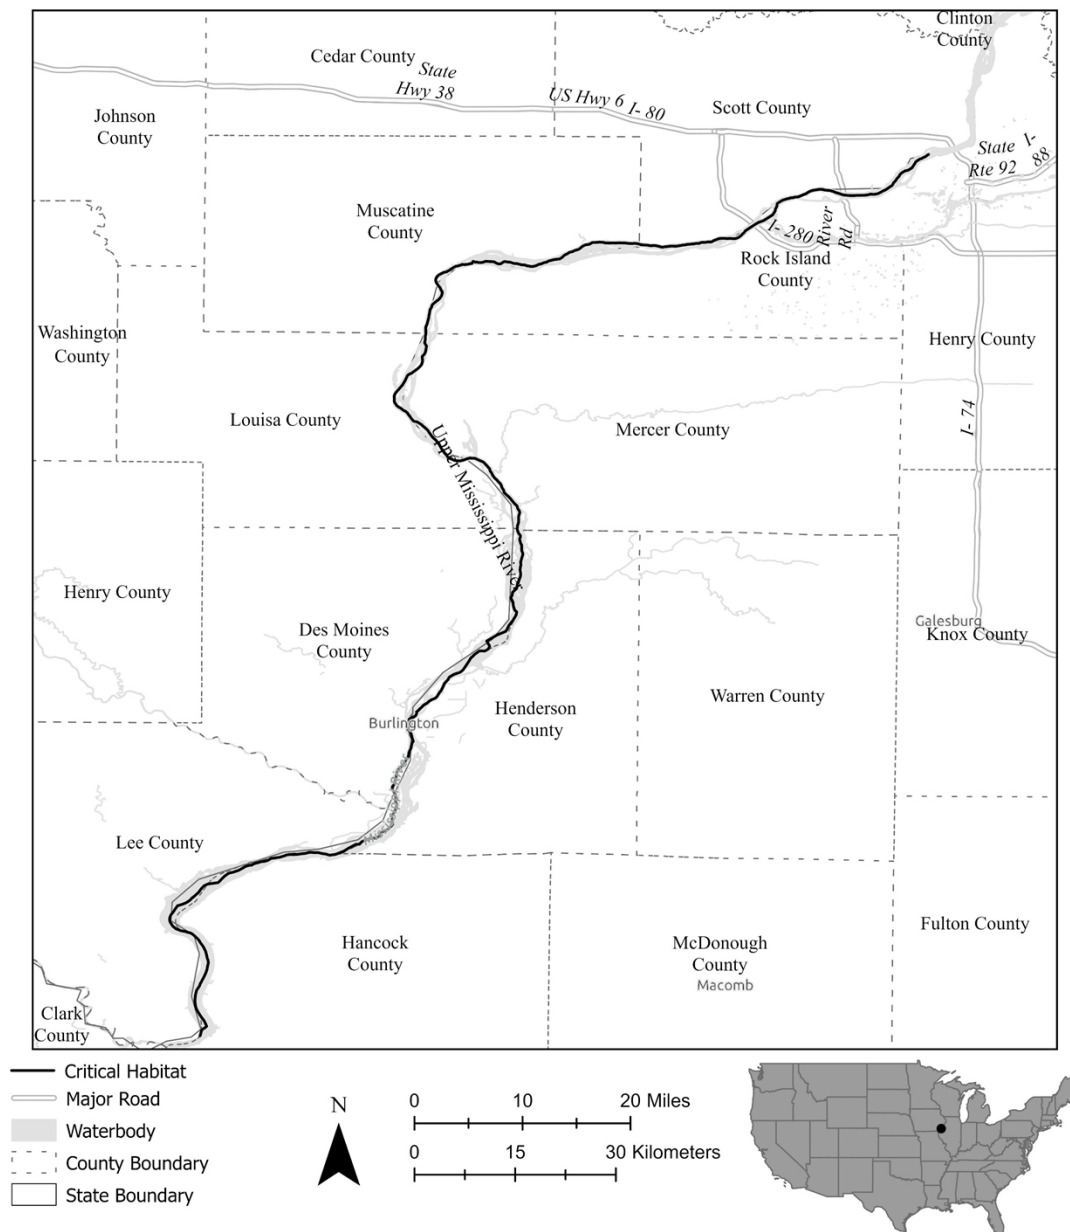 Clinton
County
Cedar County
State
Hwy 38
US Hwy 6
I- 80
Scott County
Johnson
County
State
Rte 92
I-
88
Muscatine
County
I- 280
River
Rd
Rock Island
County
Washington
County
Henry County
Louisa County
Mercer County
I- 74
Upper Mississippi River
Henry County
Des Moines
County
Galesburg
Knox County
Warren County
Henderson
County
Burlington
Lee County
Fulton County
Hancock
County
McDonough
County
Macomb
Clark
County
Critical Habitat
Major Road
Waterbody
County Boundary
State Boundary
N
0 10 20 Miles
0 15 30 Kilometers